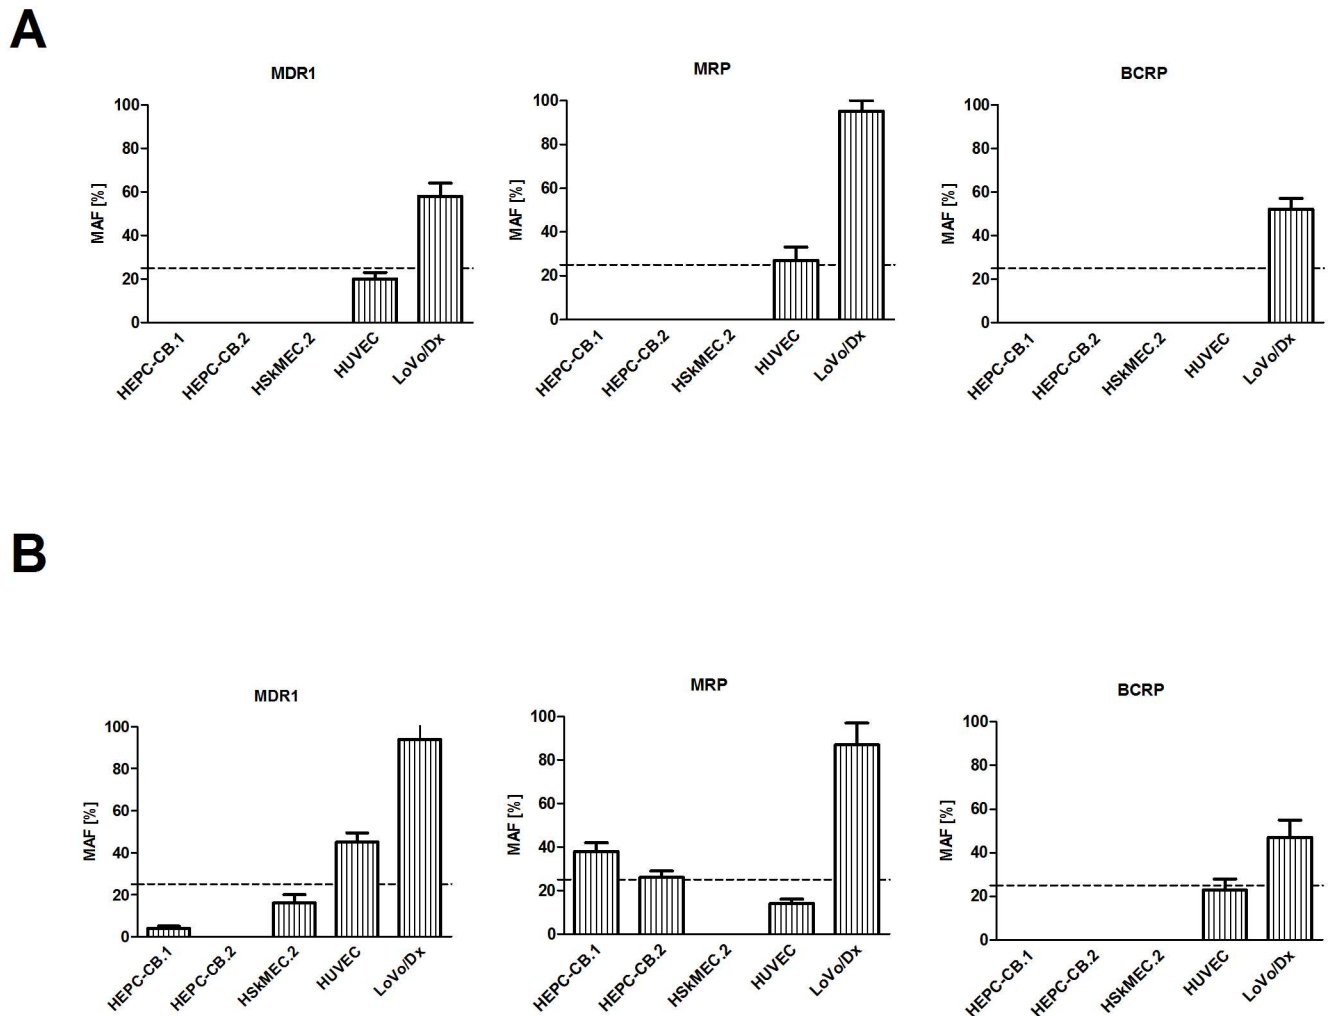 A
MDR1
MAF [%]
100
80
60
40
20
0
HEPC-CB.1
HEPC-CB.2
HSkMEC.2
HUVEC
LoVo/Dx
MRP
MAF [%]
100
80
60
40
20
0
HEPC-CB.1
HEPC-CB.2
HSkMEC.2
HUVEC
LoVo/Dx
BCRP
MAF [%]
100
80
60
40
20
0
HEPC-CB.1
HEPC-CB.2
HSkMEC.2
HUVEC
LoVo/Dx
B
MDR1
MAF [%]
100
80
60
40
20
0
HEPC-CB.1
HEPC-CB.2
HSkMEC.2
HUVEC
LoVo/Dx
MRP
MAF [%]
100
80
60
40
20
0
HEPC-CB.1
HEPC-CB.2
HSkMEC.2
HUVEC
LoVo/Dx
BCRP
MAF [%]
100
80
60
40
20
0
HEPC-CB.1
HEPC-CB.2
HSkMEC.2
HUVEC
LoVo/Dx